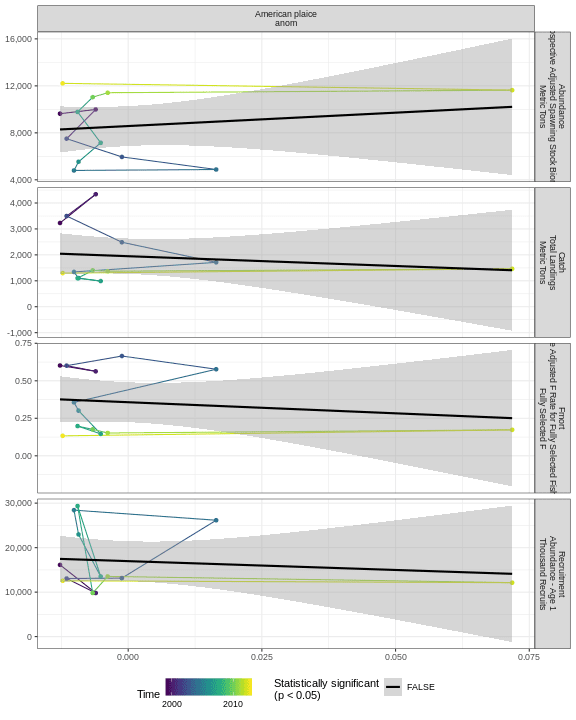 American plaice
anom
16,000
12,000
8,000
4,000
Abundance
Adjusted Spawning Stock
Metric Tons
4,000
3,000
2,000
1,000
0
-1,000
Catch
Total Landings
Metric Tons
0.75
0.50
0.25
0.00
Fmort
Adjusted F Rate for Fully Selected
Fully Selected F
30,000
20,000
10,000
0
Recruitment
Abundance - Age 1
Thousand Recruits
0.000
0.025
0.050
0.075
Time
2000
2010
Statistically significant
(p < 0.05)
FALSE